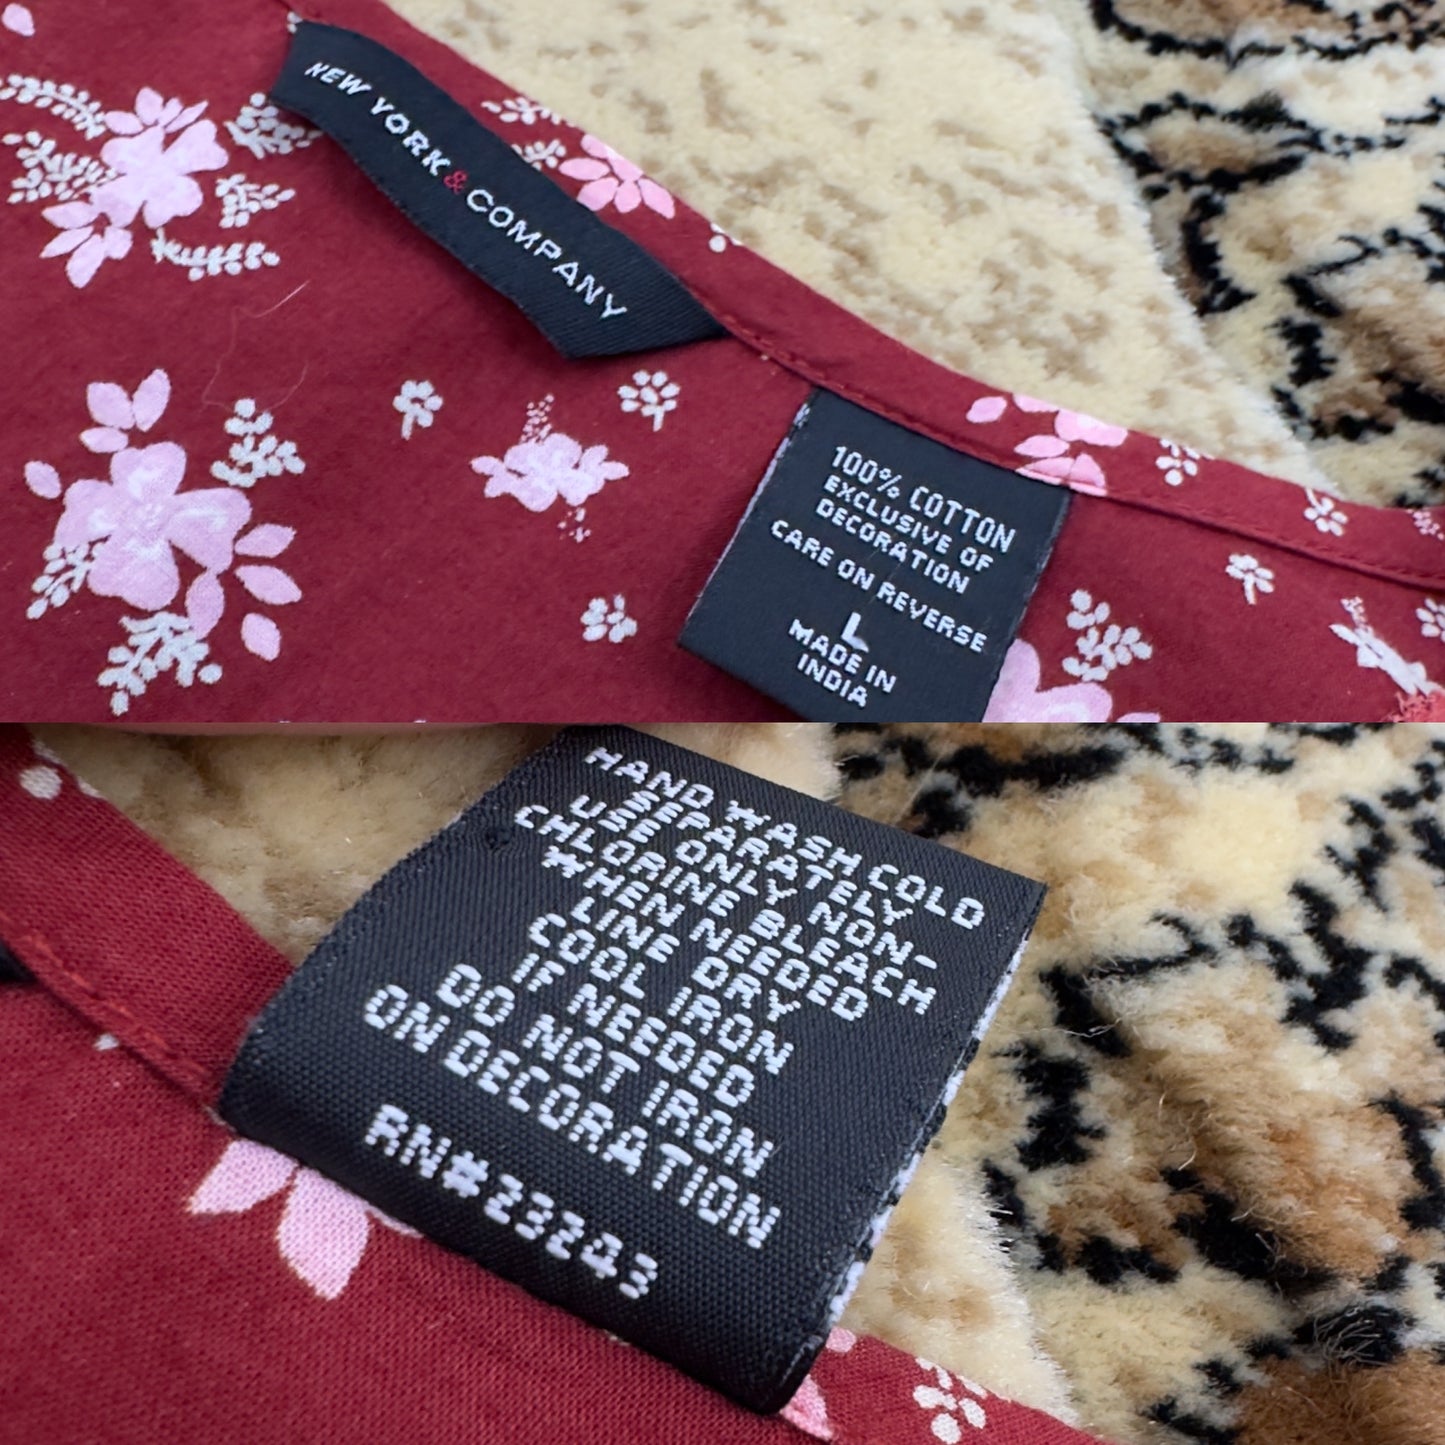 NEW YORK & COMPANY
100% COTTON
EXCLUSIVE OF
DECORATION
CARE ON REVERSE
L
MADE IN
INDIA
HAND WASH COLD
SEPARATELY
USE ONLY NON-
CHLORINE BLEACH
WHEN NEEDED
LINE DRY
COOL IRON
IF NEEDED
DO NOT IRON
ON DECORATION
RN#23243